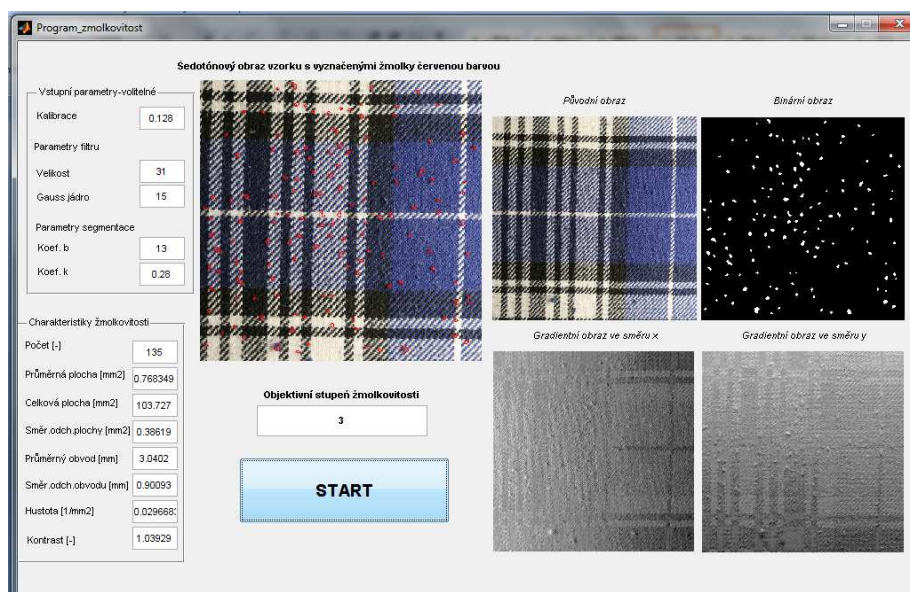 Program_zmolkovitost
Šedotónový obraz vzorku s vyznačenými žmolky červenou barvou
Vstupní parametry-volitelné
Kalibrace 0.128
Parametry filtru
Velikost 31
Gauss.jádro 15
Parametry segmentace
Koef. b 13
Koef. k 0.28
Charakteristiky žmolkovitosti
Počet [-] 135
Průměrná plocha [mm2] 0.768349
Celková plocha [mm2] 103.727
Směr.odch.plochy [mm2] 0.38619
Průměrný obvod [mm] 3.0402
Směr.odch.obvodu [mm] 0.90093
Hustota [1/mm2] 0.029668
Kontrast [-] 1.03929
Objektivní stupeň žmolkovitosti
3
START
Původní obraz
Binární obraz
Gradientní obraz ve směru x
Gradientní obraz ve směru y